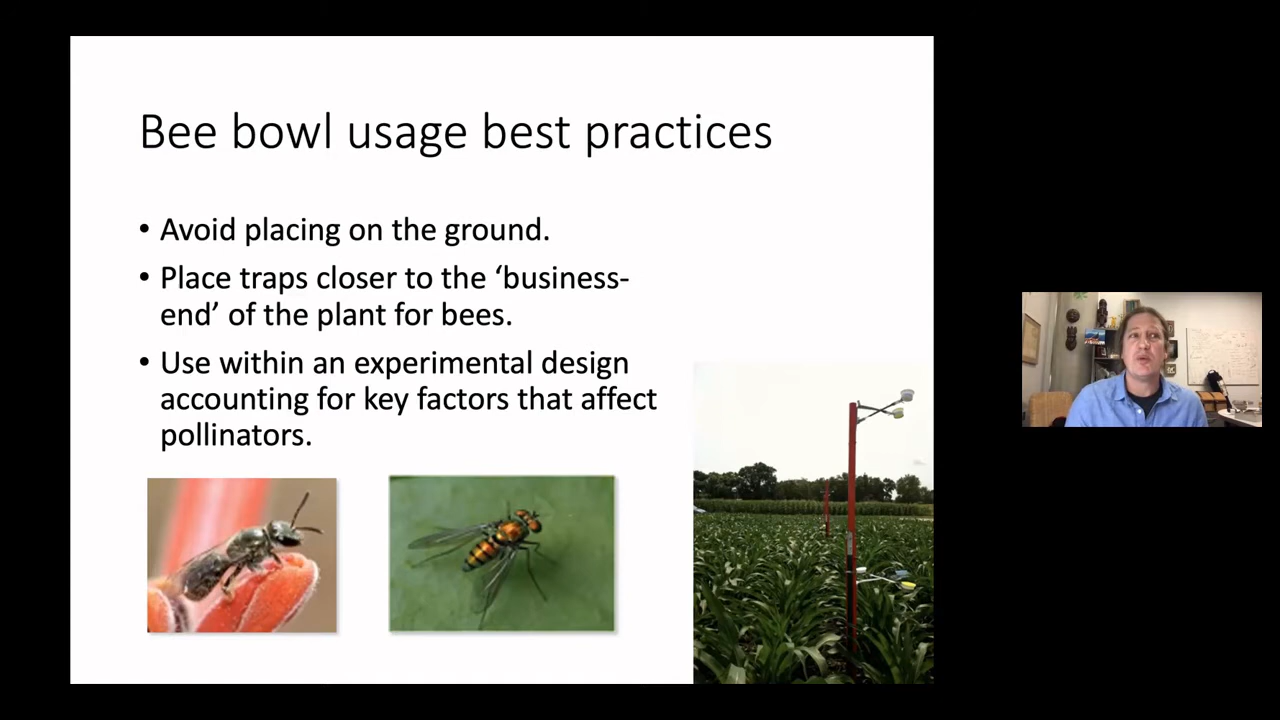 Bee bowl usage best practices
• Avoid placing on the ground.
• Place traps closer to the ‘business-
end’ of the plant for bees.
• Use within an experimental design
accounting for key factors that affect
pollinators.